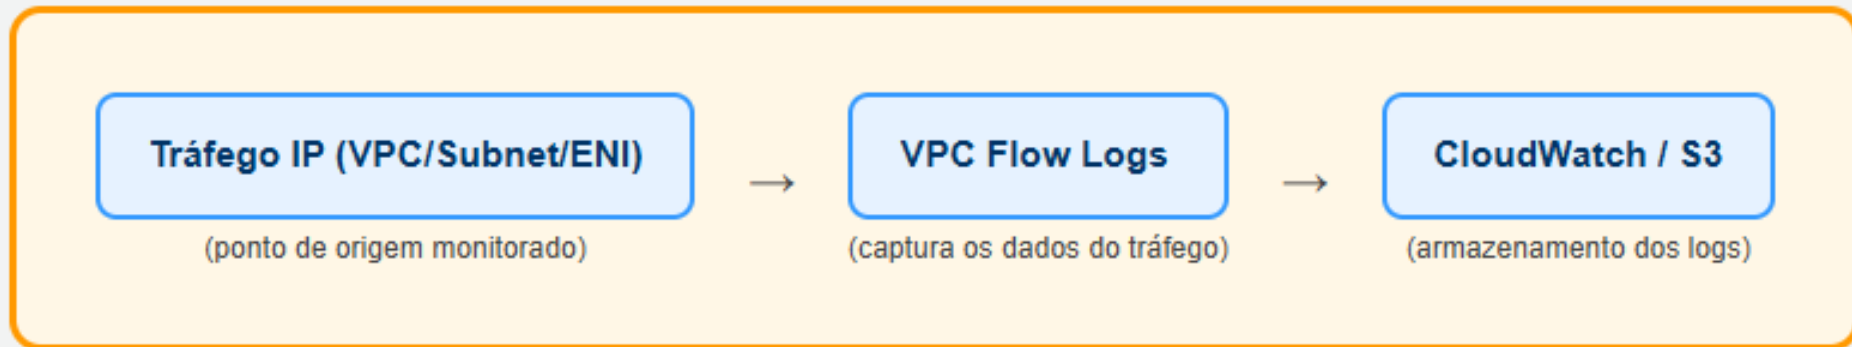 Tráfego IP (VPC/Subnet/ENI)
(ponto de origem monitorado)
→
VPC Flow Logs
(captura os dados do tráfego)
→
CloudWatch / S3
(armazenamento dos logs)